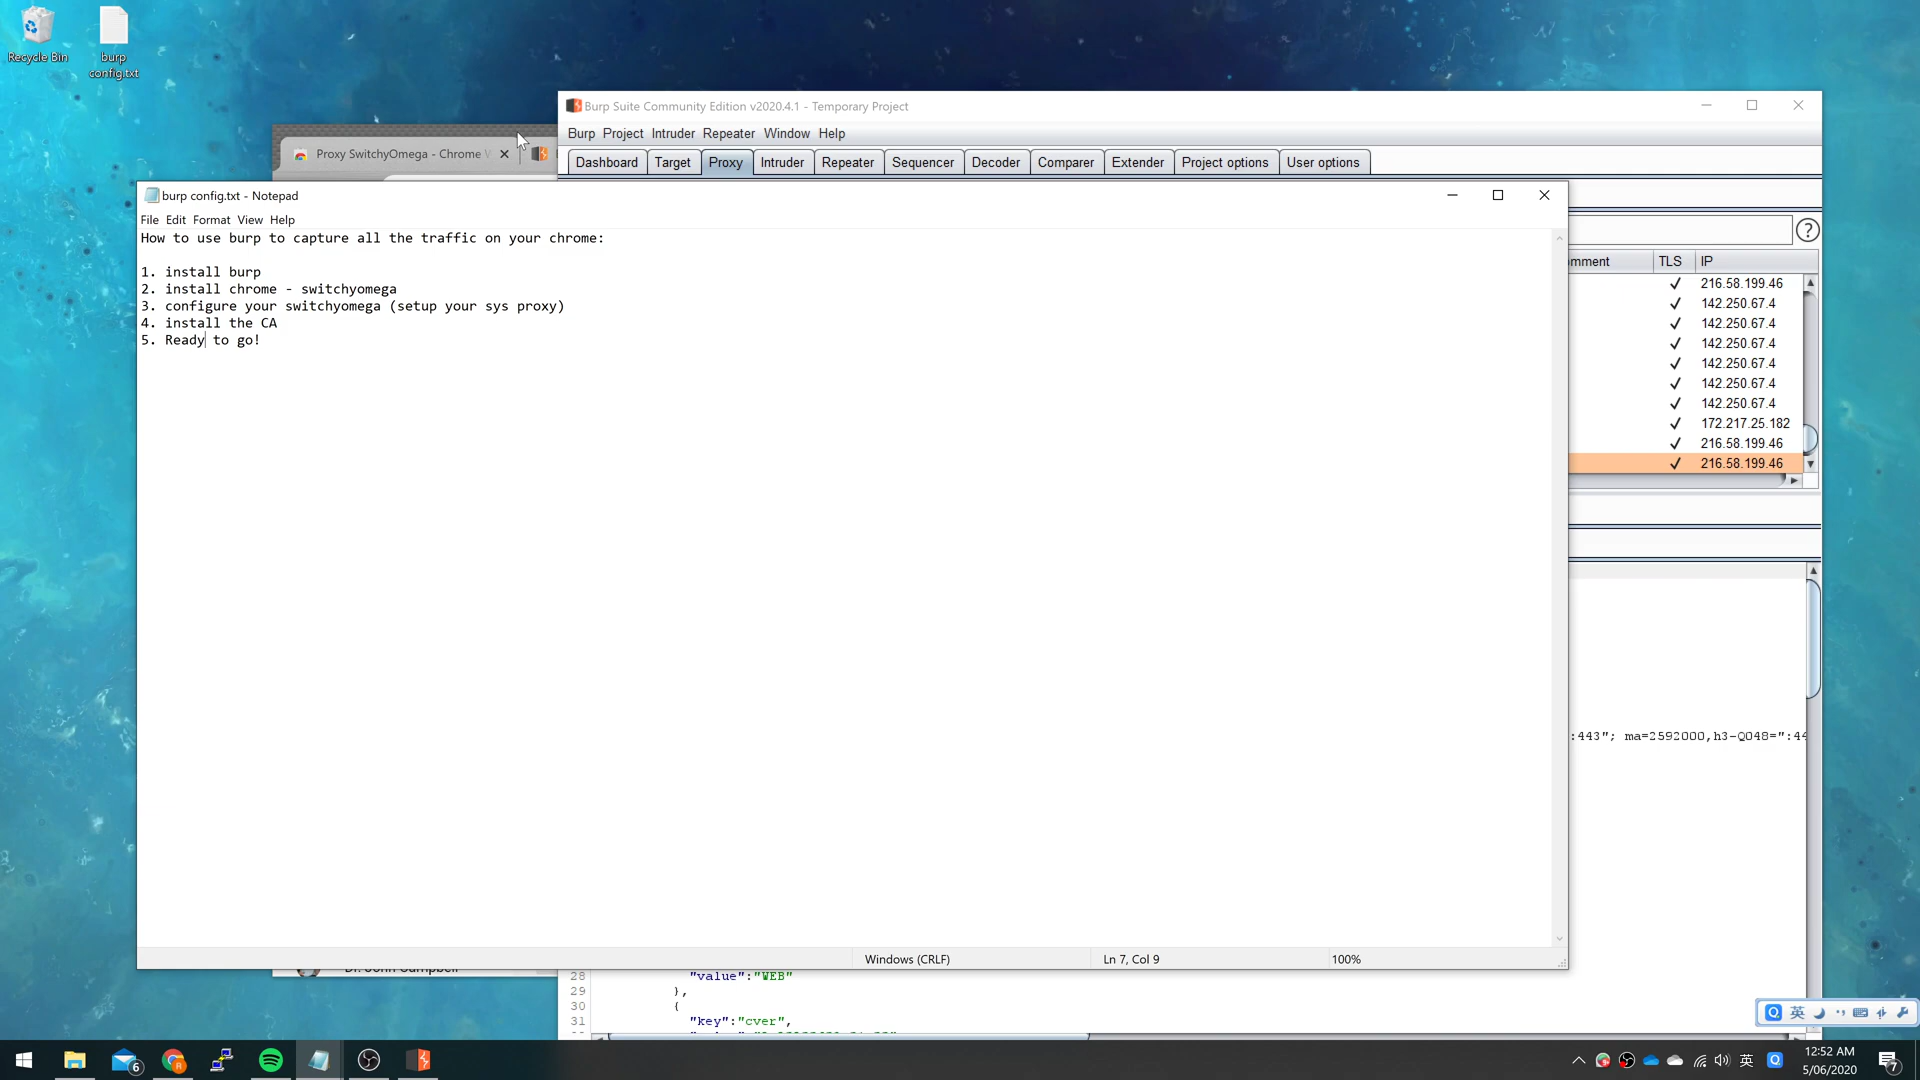 Recycle Bin
burp
config.txt
Burp Suite Community Edition v2020.4.1 - Temporary Project
Burp Project Intruder Repeater Window Help
Proxy SwitchyOmega - Chrome
Dashboard Target Proxy Intruder Repeater Sequencer Decoder Comparer Extender Project options User options
burp config.txt - Notepad
File Edit Format View Help
How to use burp to capture all the traffic on your chrome:
1. install burp
2. install chrome - switchyomega
3. configure your switchyomega (setup your sys proxy)
4. install the CA
5. Ready to go!
?
mment TLS IP
✓ 216.58.199.46
✓ 142.250.67.4
✓ 142.250.67.4
✓ 142.250.67.4
✓ 142.250.67.4
✓ 142.250.67.4
✓ 142.250.67.4
✓ 172.217.25.182
✓ 216.58.199.46
✓ 216.58.199.46
:443"; ma=2592000,h3-Q048=":44
Windows (CRLF) Ln 7, Col 9 100%
28 "value":"WEB"
29 },
30 {
31 "key":"cver",
英
6
英
12:52 AM
5/06/2020
7